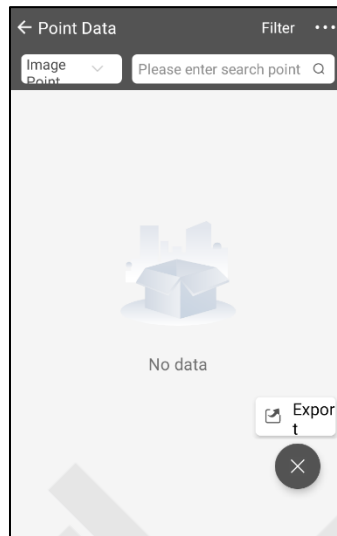 Point Data
Filter
Image
Point
Please enter search point
No data
Expor
t